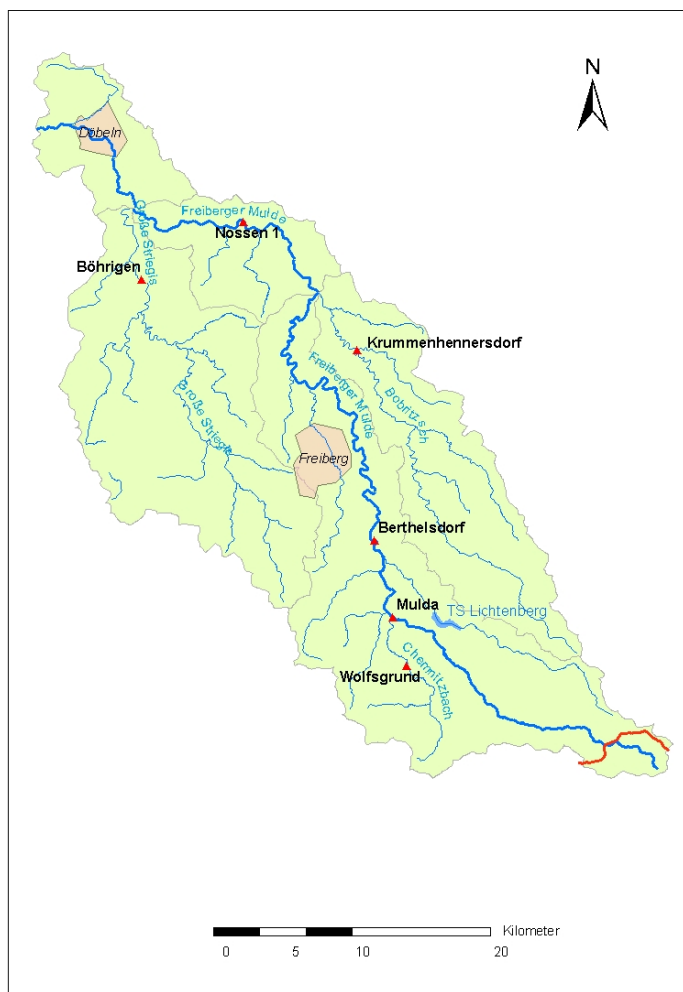 N
Döbeln
Große Striegis
Freiberger Mulde
Nossen 1
Böhrigen
Krummenhennersdorf
Freiberger Mulde
Bobritzsch
Große Striegis
Freiberg
Berthelsdorf
Mulda
TS Lichtenberg
Chemnitzbach
Wolfsgrund
Kilometer
0 5 10 20